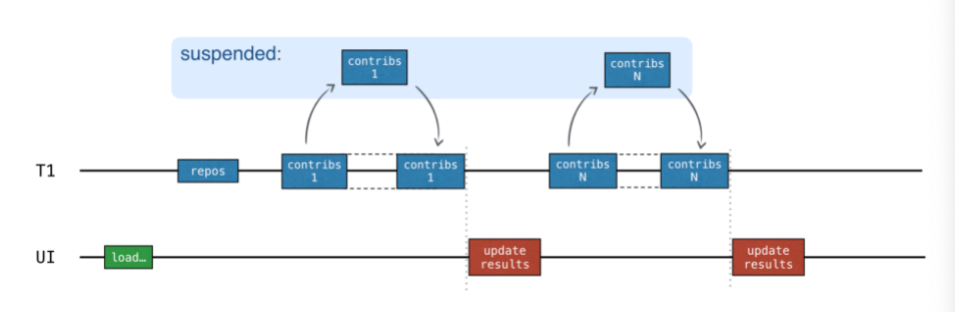 suspended:
contribs
1
contribs
N
T1
repos
contribs
1
contribs
1
contribs
N
contribs
N
UI
load…
update
results
update
results